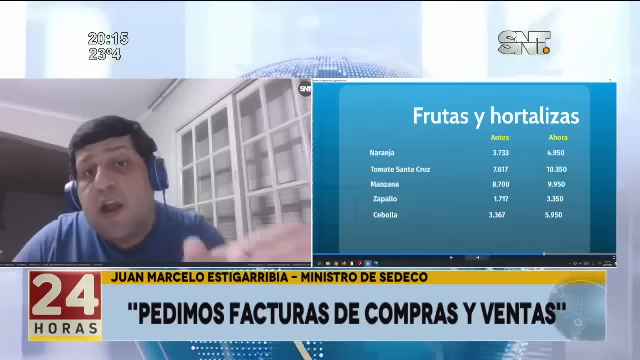 20:15
23°4
SNT
SNT
Frutas y hortalizas
Antes Ahora
Naranja 3.733 4.950
Tomate Santa Cruz 7.617 10.350
Manzana 8.700 9.950
Zapallo 1.717 3.350
Cebolla 3.367 5.950
24
HORAS
JUAN MARCELO ESTIGARRIBIA - MINISTRO DE SEDECO
"PEDIMOS FACTURAS DE COMPRAS Y VENTAS"